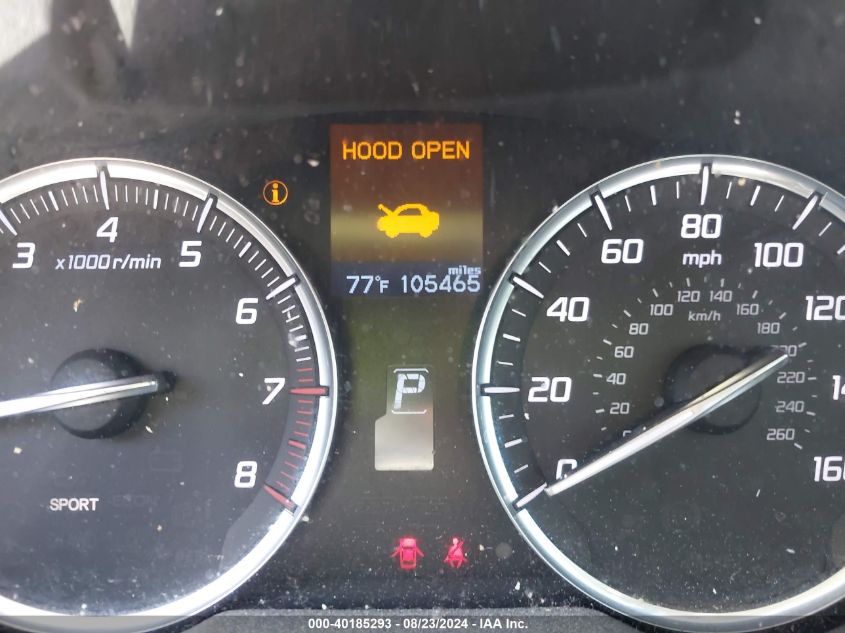 HOOD OPEN
i
miles
77°F 105465
3 4 5 6 7 8
x1000 r/min
SPORT
P
0 20 40 60 80 100 120
mph
20 40 60 80 100 120 140 160 180
km/h
220
240
260
160
000-40185293 - 08/23/2024 - IAA Inc.